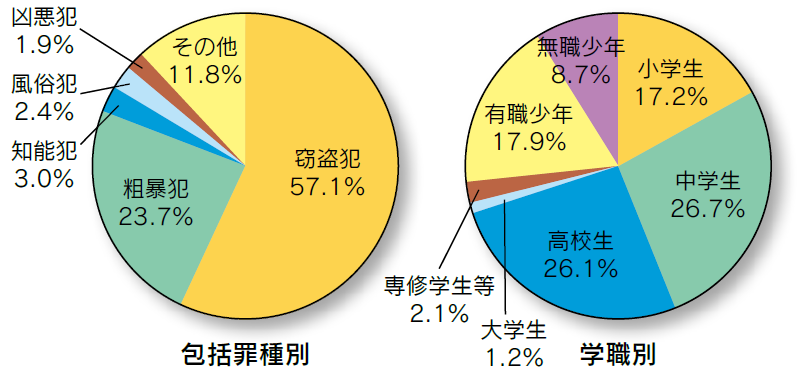 凶悪犯
1.9%
風俗犯
2.4%
知能犯
3.0%
その他
11.8%
粗暴犯
23.7%
窃盗犯
57.1%
包括罪種別
無職少年
8.7%
小学生
17.2%
有職少年
17.9%
中学生
26.7%
高校生
26.1%
専修学生等
2.1%
大学生
1.2%
学職別